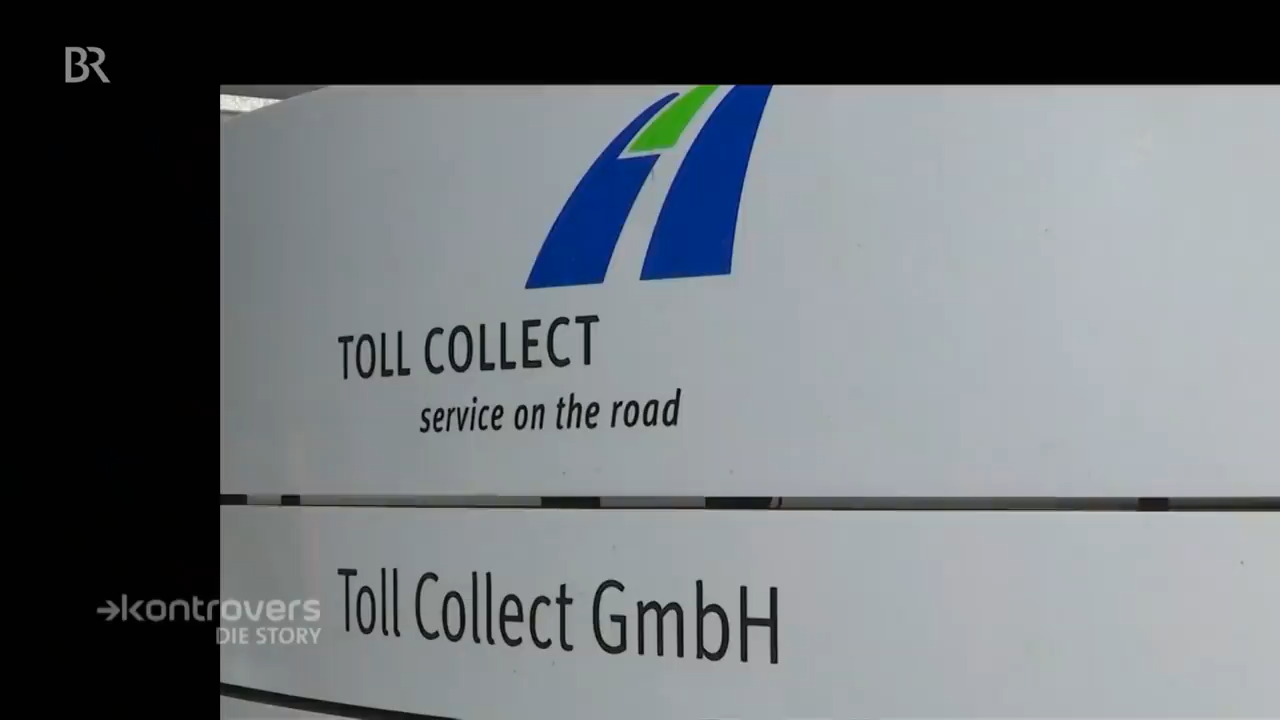 BR
TOLL COLLECT
service on the road
Toll Collect GmbH
kontrovers
DIE STORY